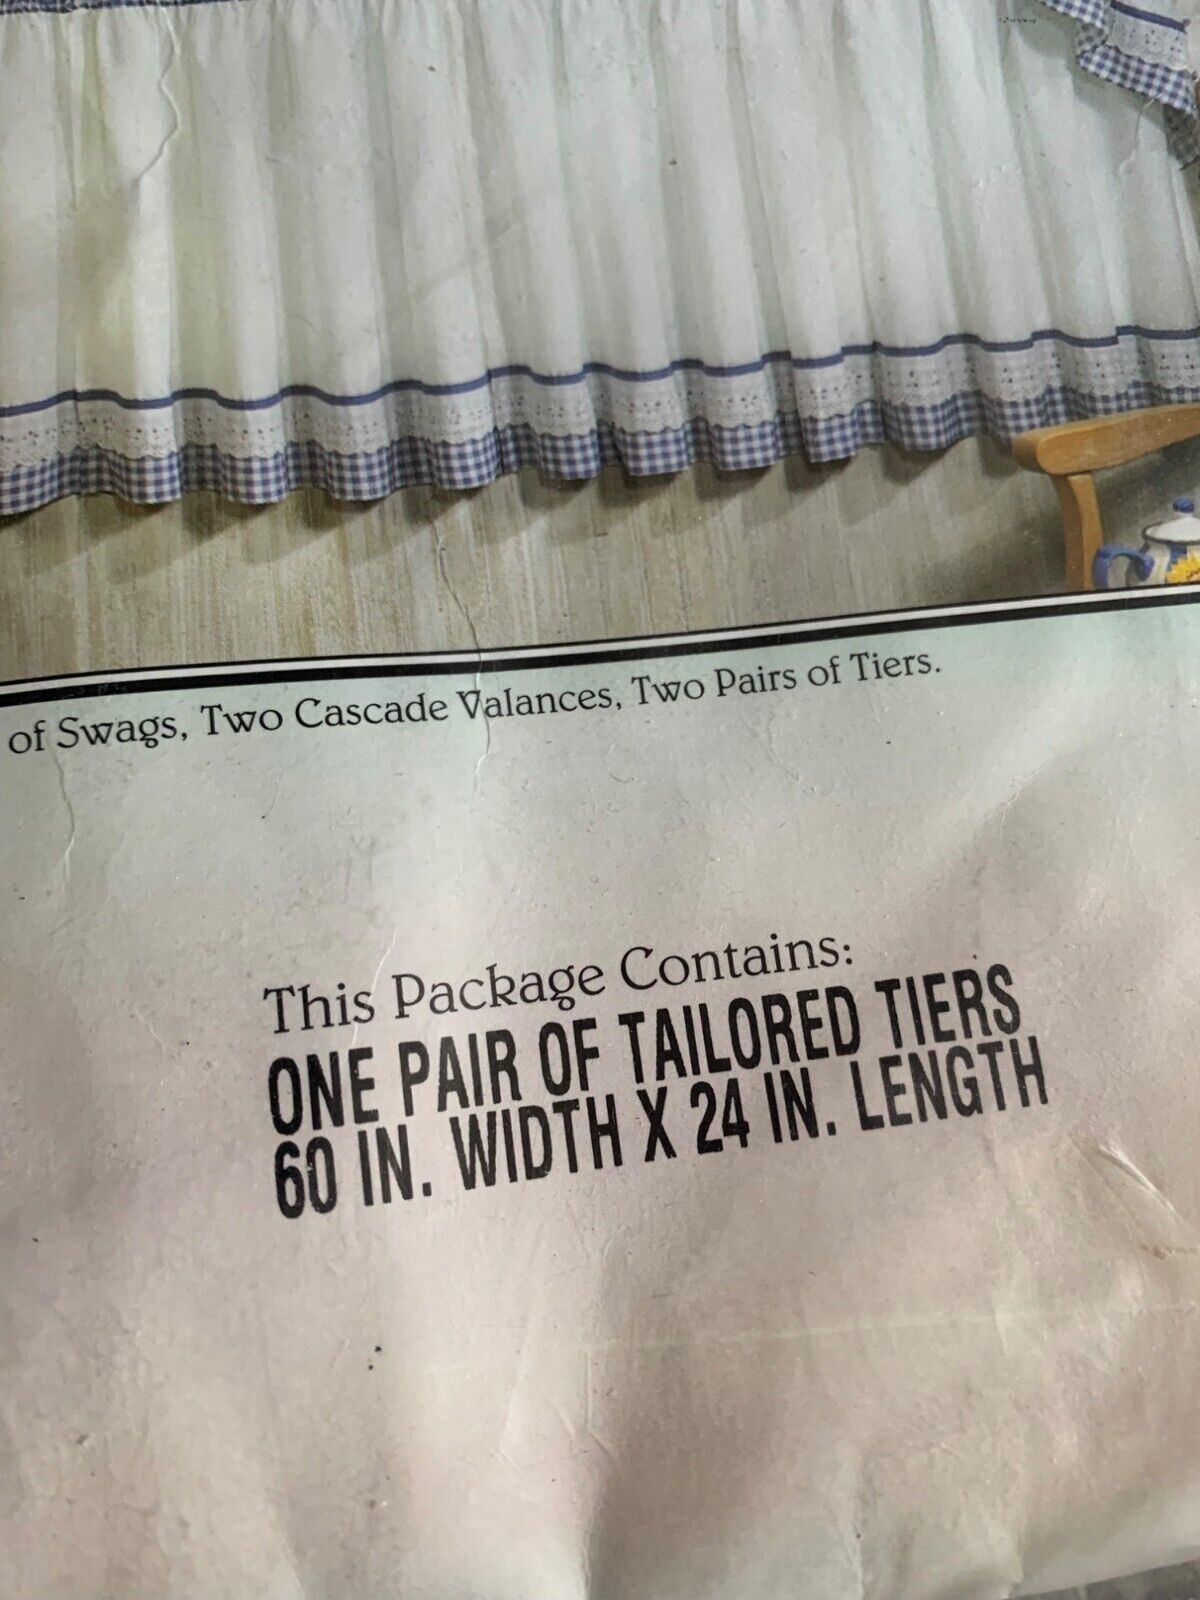 of Swags, Two Cascade Valances, Two Pairs of Tiers.
This Package Contains:
ONE PAIR OF TAILORED TIERS
60 IN. WIDTH X 24 IN. LENGTH